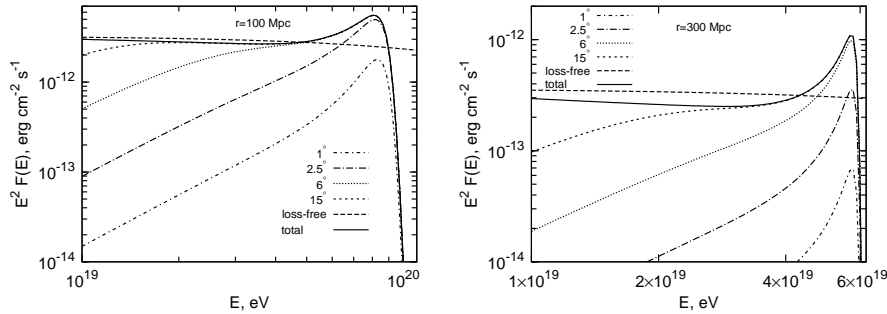 r=100 Mpc
10^-12
10^-13
10^-14
E^2 F(E), erg cm^-2 s^-1
1°
2.5°
6°
15°
loss-free
total
10^19
10^20
E, eV
r=300 Mpc
1°
2.5°
6°
15°
loss-free
total
10^-12
10^-13
10^-14
E^2 F(E), erg cm^-2 s^-1
1×10^19
2×10^19
4×10^19
6×10^19
E, eV